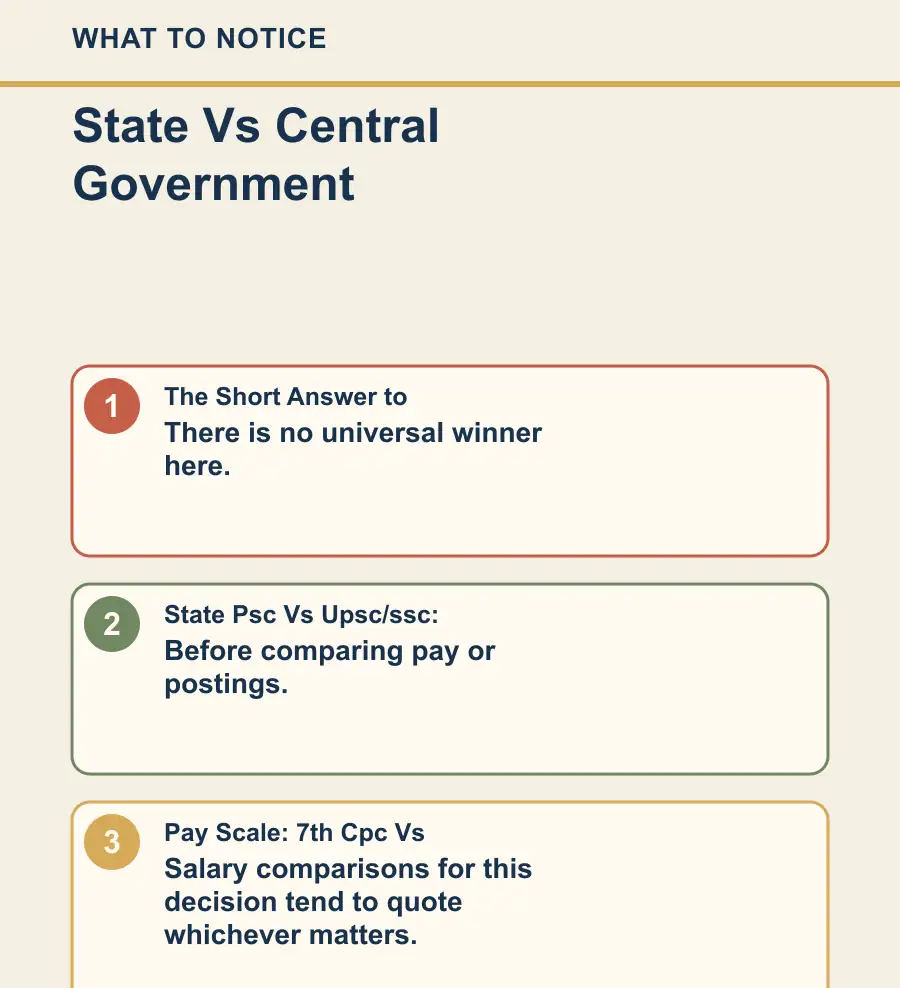 WHAT TO NOTICE
State Vs Central
Government
1
The Short Answer to
There is no universal winner
here.
2
State Psc Vs Upsc/ssc:
Before comparing pay or
postings.
3
Pay Scale: 7th Cpc Vs
Salary comparisons for this
decision tend to quote
whichever matters.